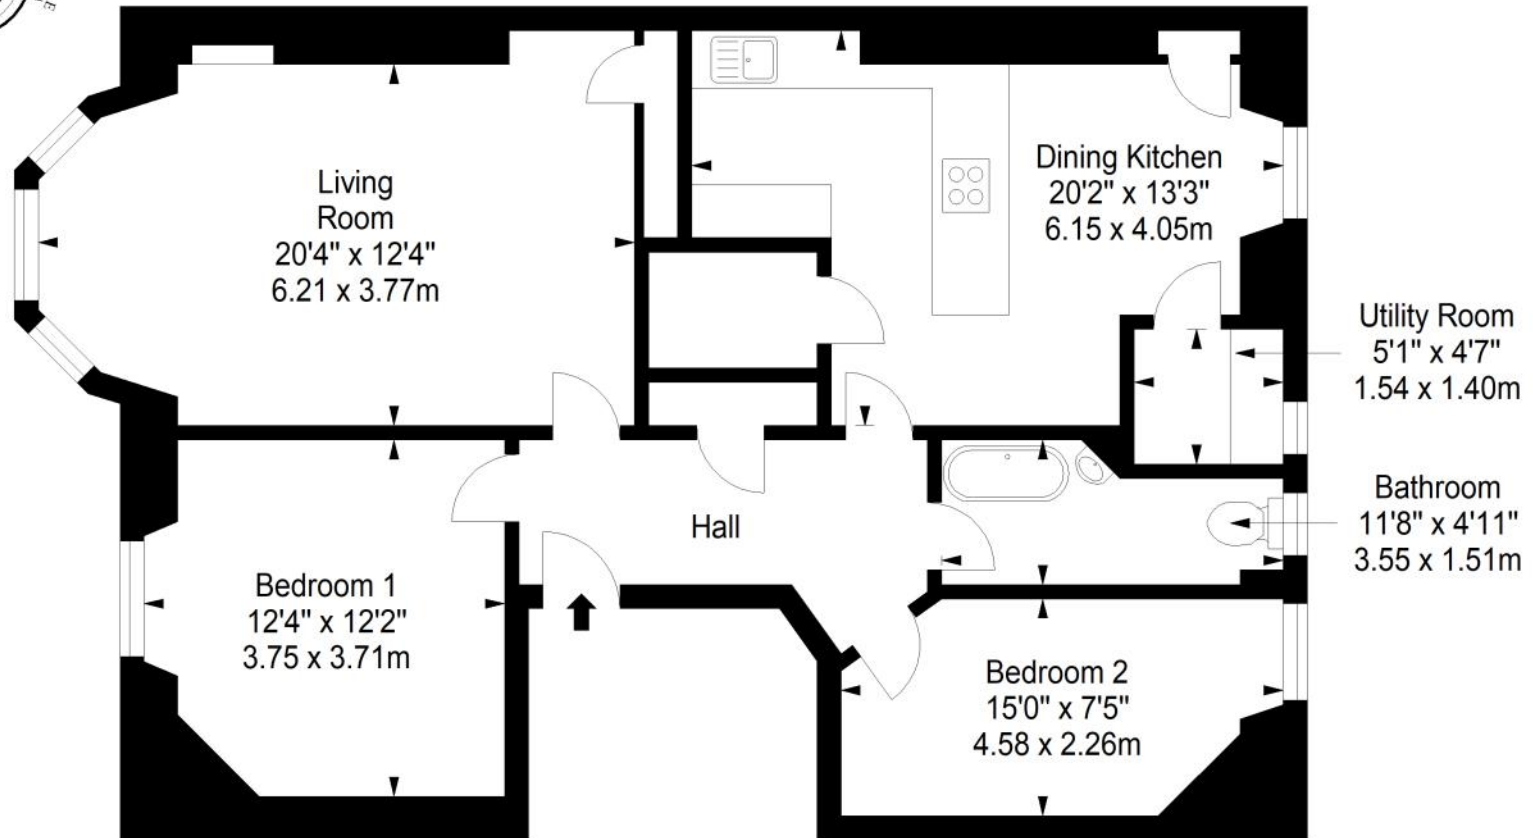 Living
Room
20'4" x 12'4"
6.21 x 3.77m
Dining Kitchen
20'2" x 13'3"
6.15 x 4.05m
Utility Room
5'1" x 4'7"
1.54 x 1.40m
Bathroom
11'8" x 4'11"
3.55 x 1.51m
Hall
Bedroom 1
12'4" x 12'2"
3.75 x 3.71m
Bedroom 2
15'0" x 7'5"
4.58 x 2.26m